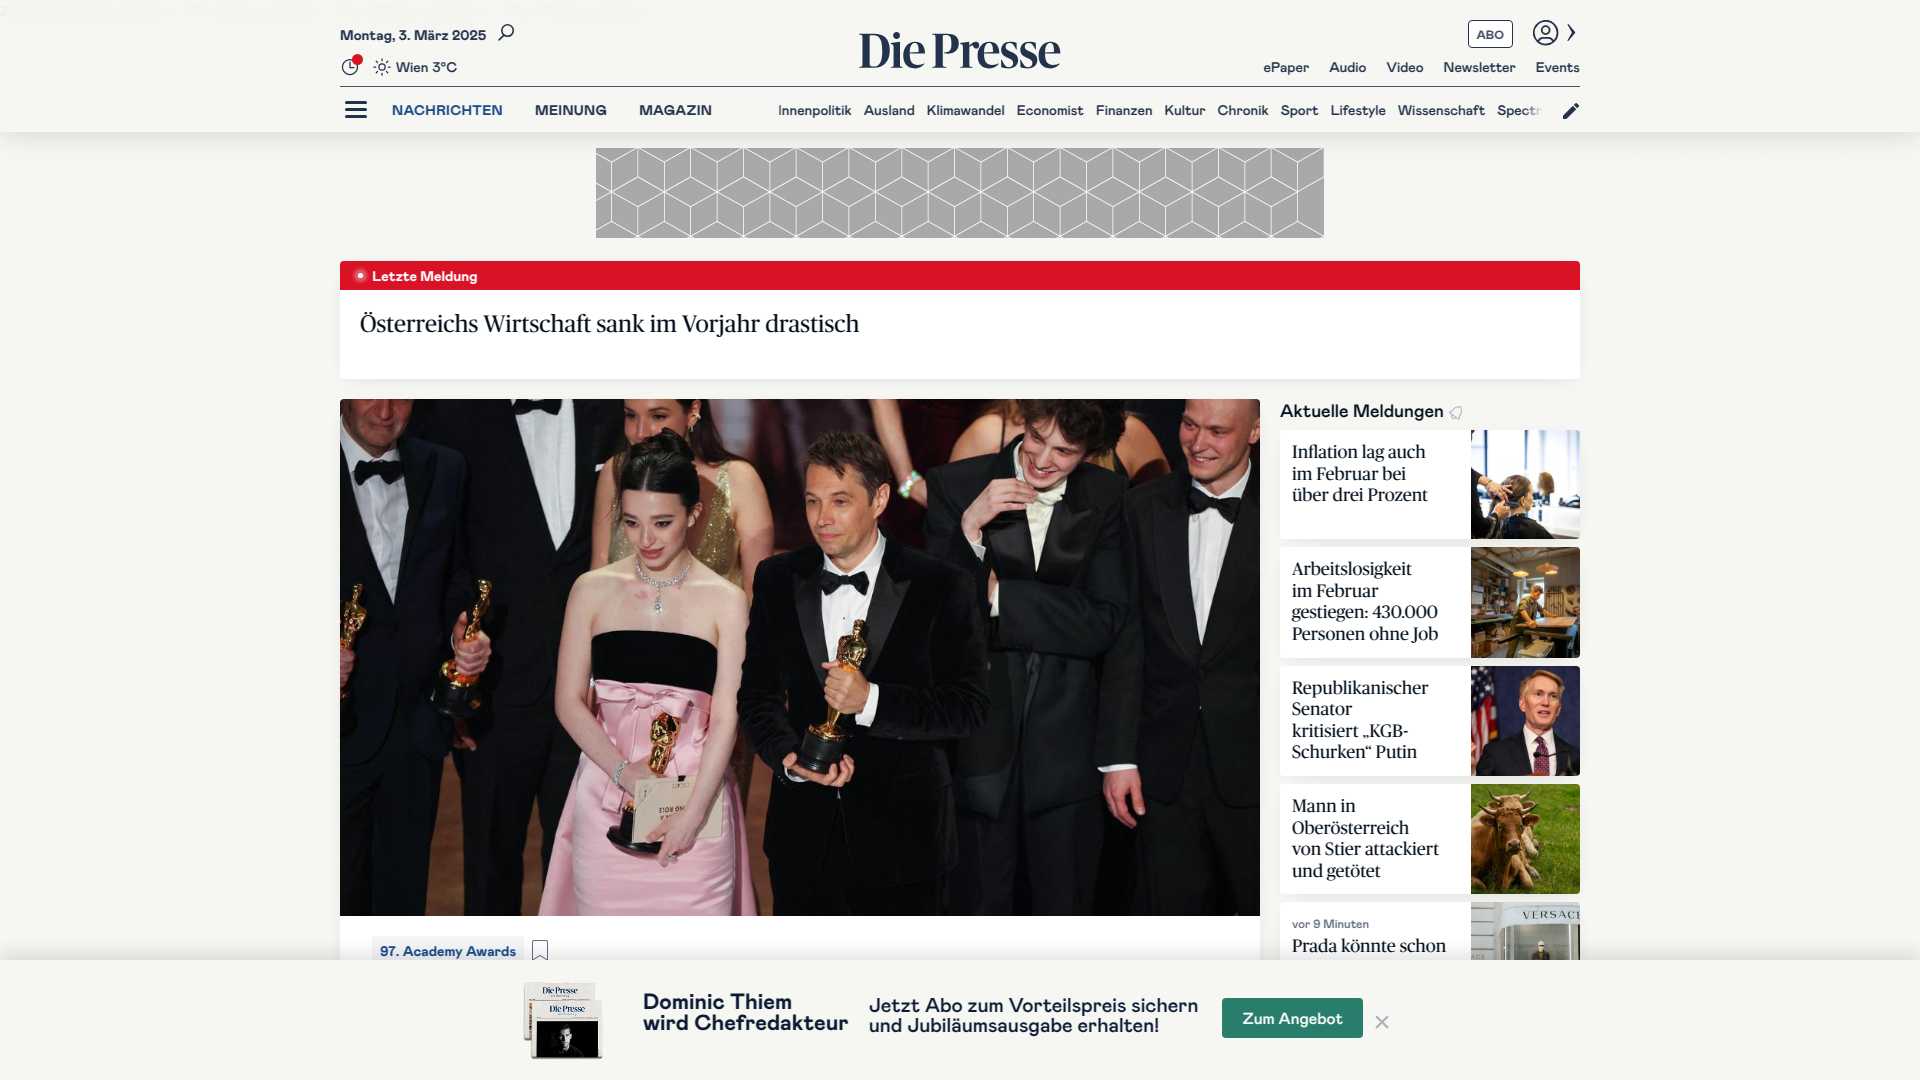 Montag, 3. März 2025
Die Presse
ABO
Wien 3°C
ePaper Audio Video Newsletter Events
NACHRICHTEN MEINUNG MAGAZIN
Innenpolitik Ausland Klimawandel Economist Finanzen Kultur Chronik Sport Lifestyle Wissenschaft Spectr
Letzte Meldung
Österreichs Wirtschaft sank im Vorjahr drastisch
Aktuelle Meldungen
Inflation lag auch
im Februar bei
über drei Prozent
Arbeitslosigkeit
im Februar
gestiegen: 430.000
Personen ohne Job
Republikanischer
Senator
kritisiert „KGB-
Schurken“ Putin
Mann in
Oberösterreich
von Stier attackiert
und getötet
vor 9 Minuten
Prada könnte schon
VERSACE
97. Academy Awards
Die Presse
Die Presse
Dominic Thiem
wird Chefredakteur
Jetzt Abo zum Vorteilspreis sichern
und Jubiläumsausgabe erhalten!
Zum Angebot